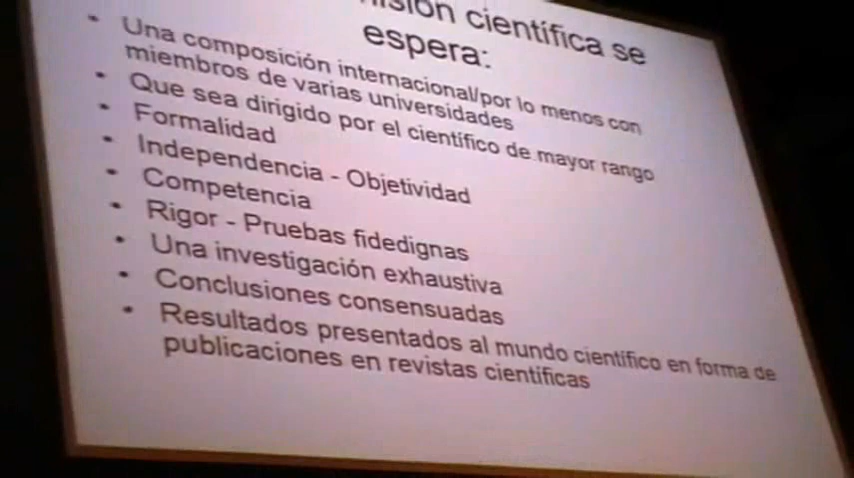 científica se
espera:
• Una composición internacional/por lo menos con
miembros de varias universidades
• Que sea dirigido por el científico de mayor rango
• Formalidad
• Independencia - Objetividad
• Competencia
• Rigor - Pruebas fidedignas
• Una investigación exhaustiva
• Conclusiones consensuadas
• Resultados presentados al mundo científico en forma de
publicaciones en revistas científicas